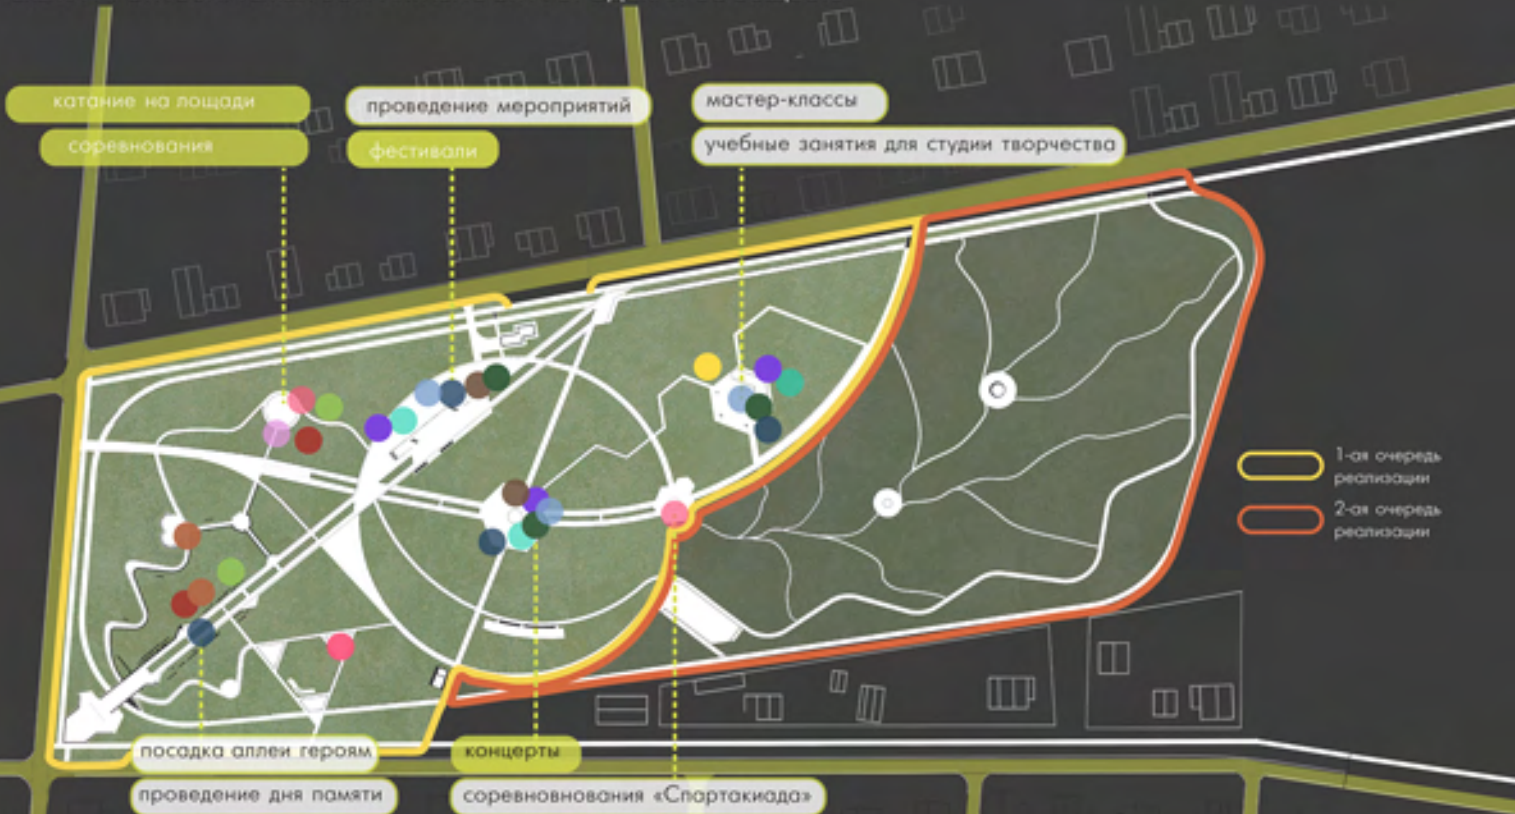 катание на лощади
соревнования
проведение мероприятий
фестивали
мастер-классы
учебные занятия для студии творчества
1-ая очередь
реализации
2-ая очередь
реализации
посадка аллеи героям
проведение дня памяти
концерты
соревновнования «Спартакиада»